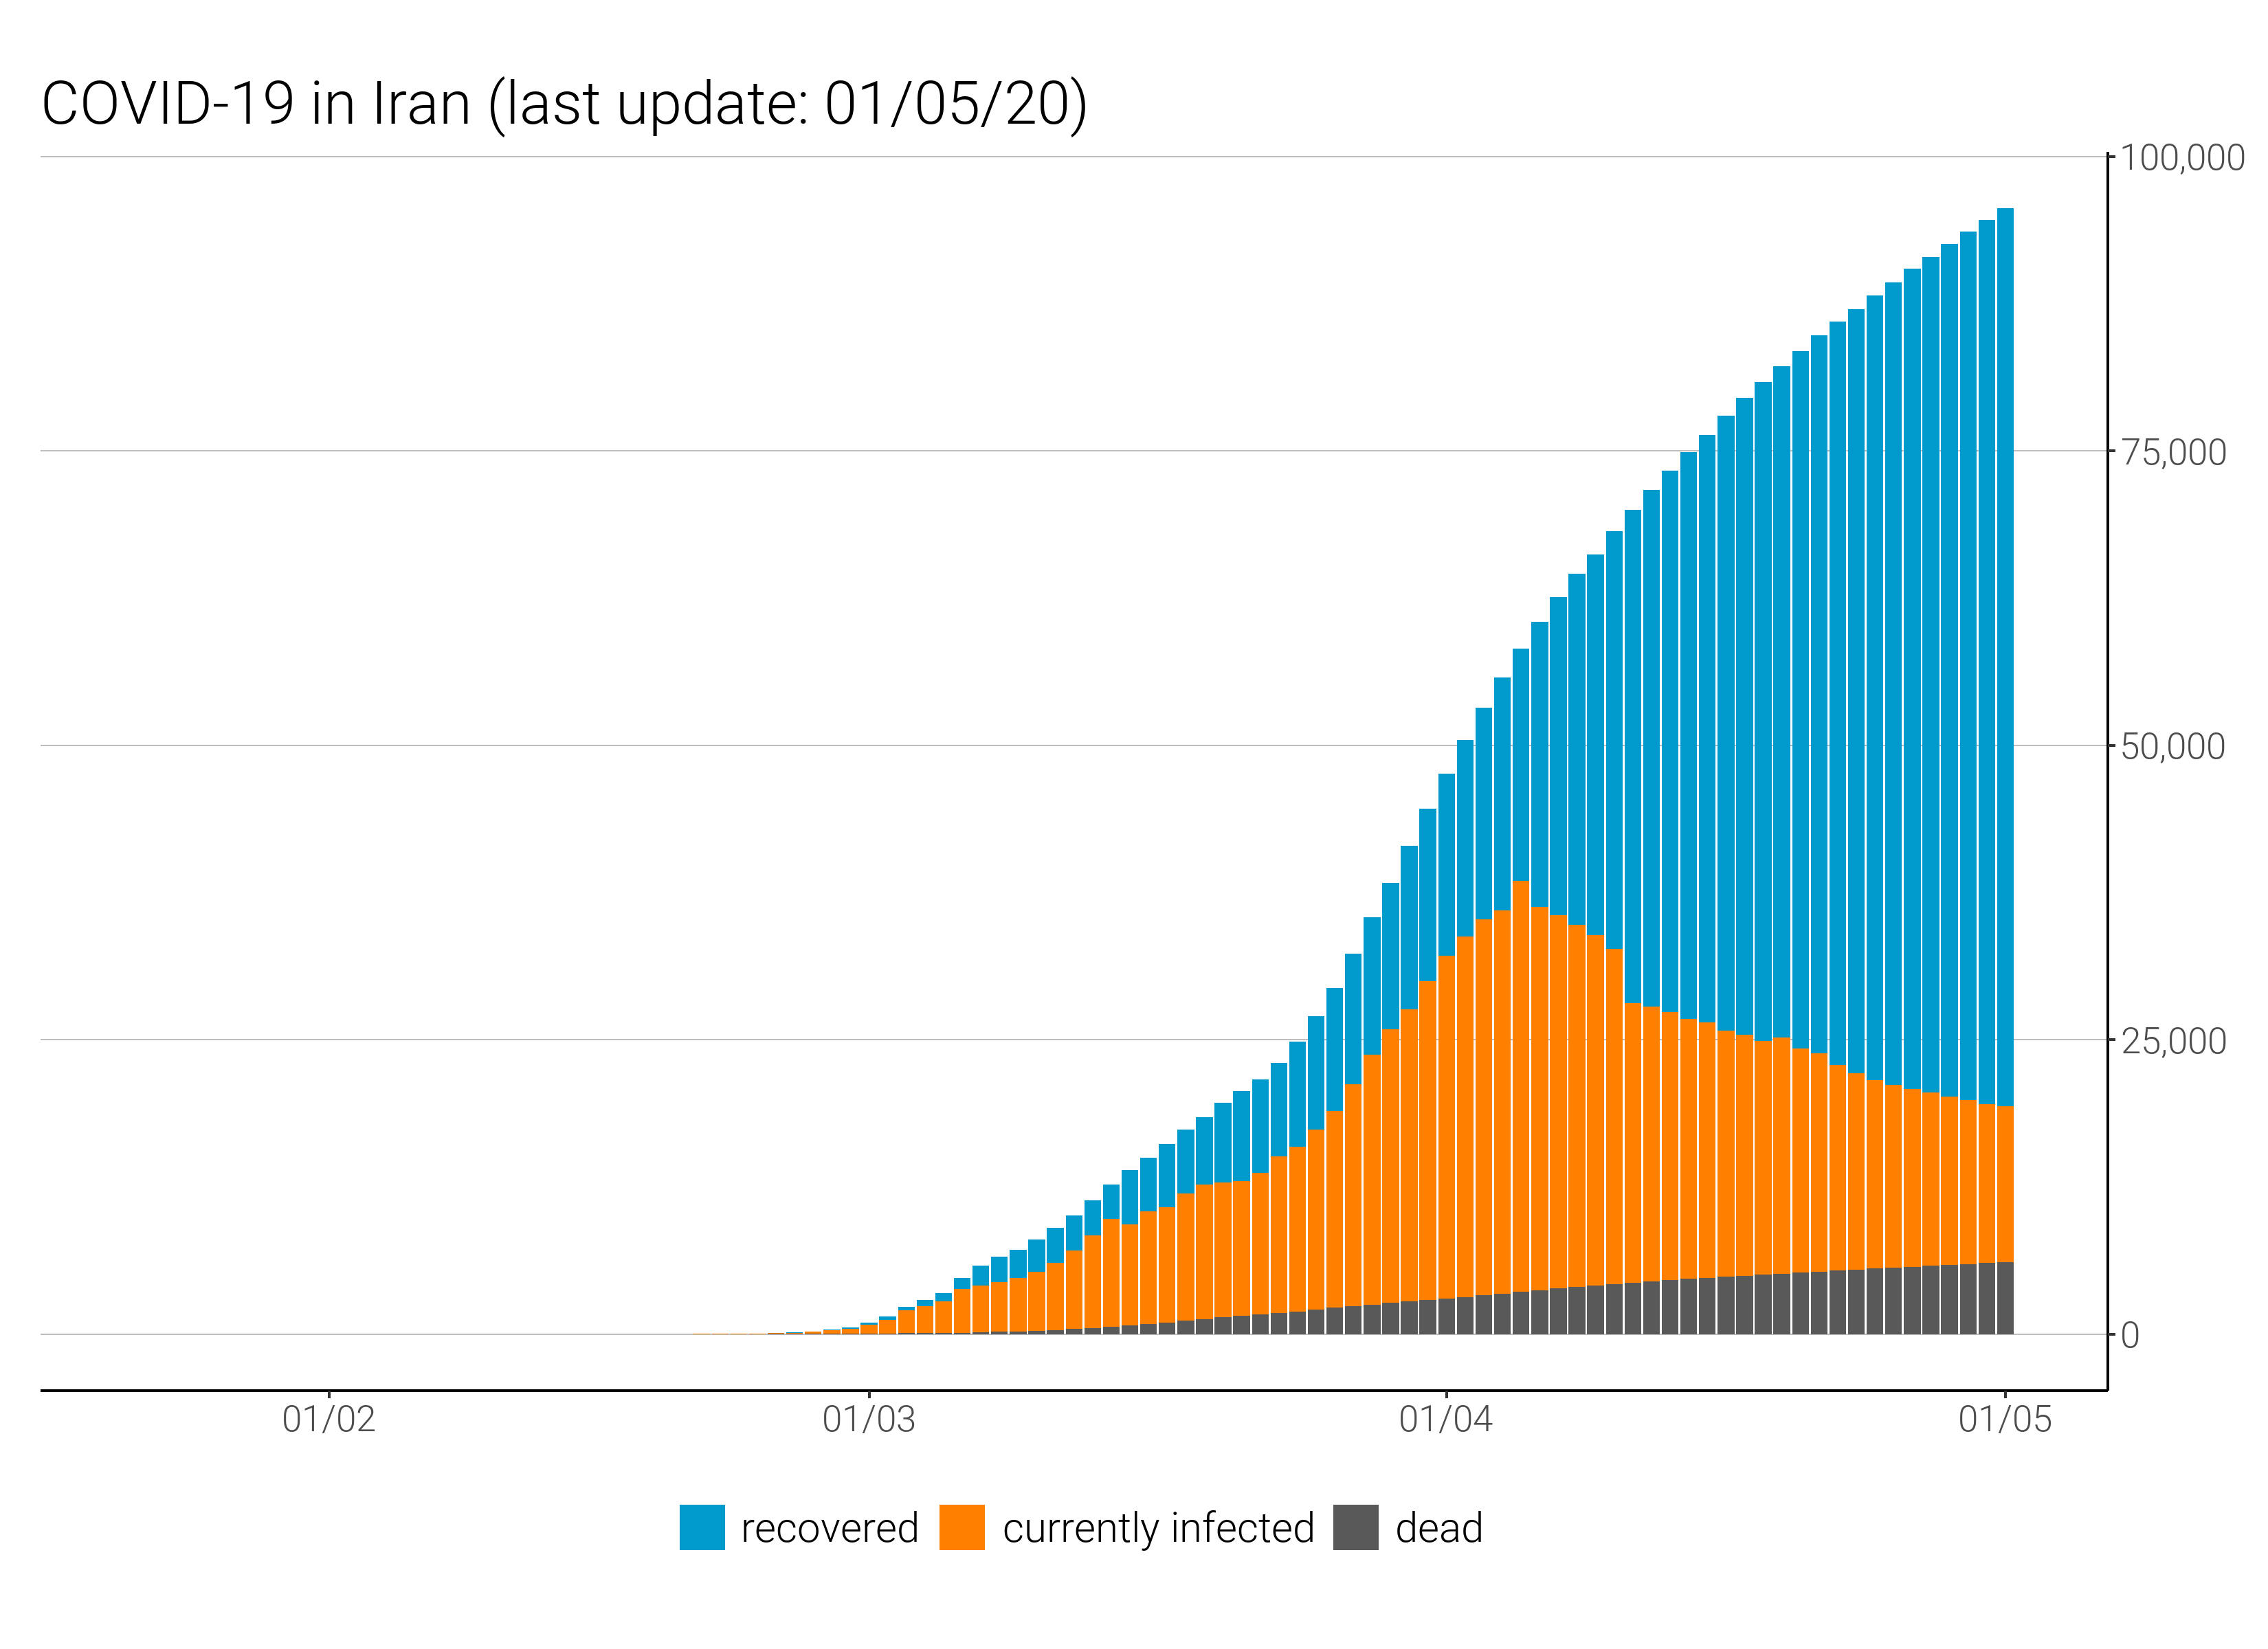 COVID-19 in Iran (last update: 01/05/20)
100,000
75,000
50,000
25,000
0
01/02 01/03 01/04 01/05
recovered currently infected dead